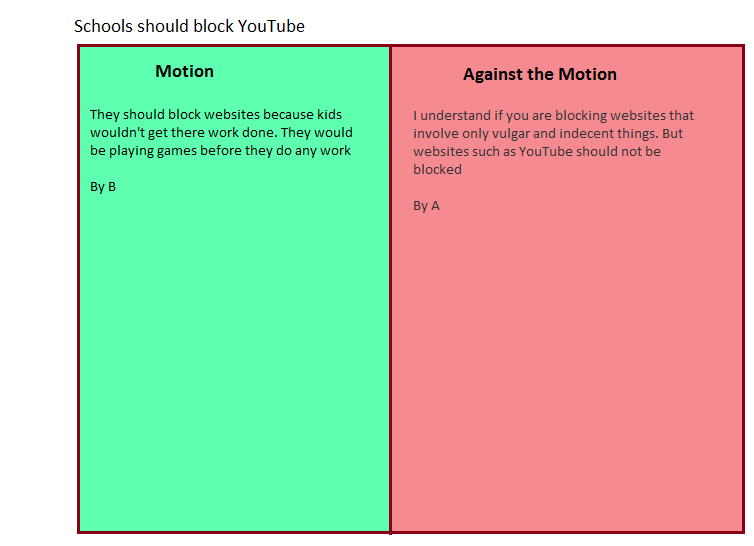 Schools should block YouTube
Motion
They should block websites because kids
wouldn't get there work done. They would
be playing games before they do any work
By B
Against the Motion
I understand if you are blocking websites that
involve only vulgar and indecent things. But
websites such as YouTube should not be
blocked
By A